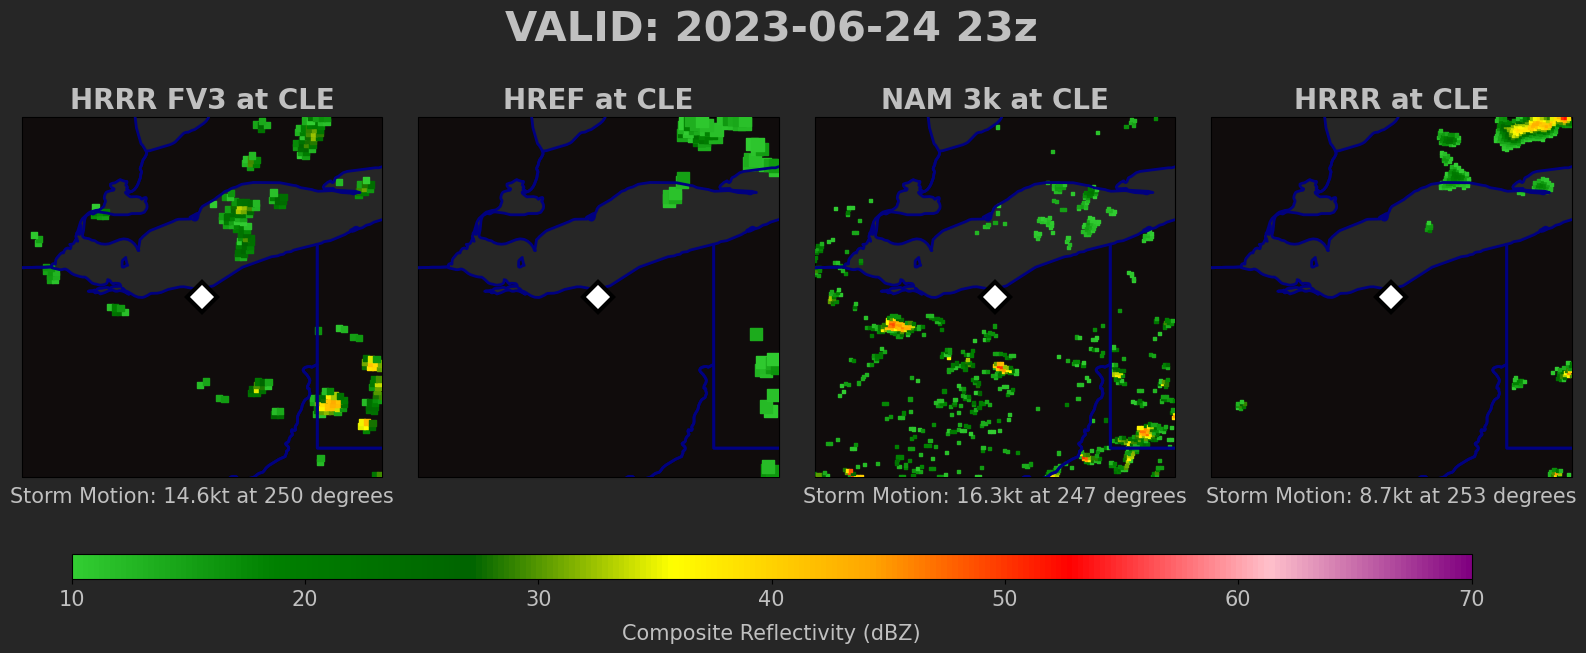 VALID: 2023-06-24 23z
HRRR FV3 at CLE
HREF at CLE
NAM 3k at CLE
HRRR at CLE
Storm Motion: 14.6kt at 250 degrees
Storm Motion: 16.3kt at 247 degrees
Storm Motion: 8.7kt at 253 degrees
10 20 30 40 50 60 70
Composite Reflectivity (dBZ)